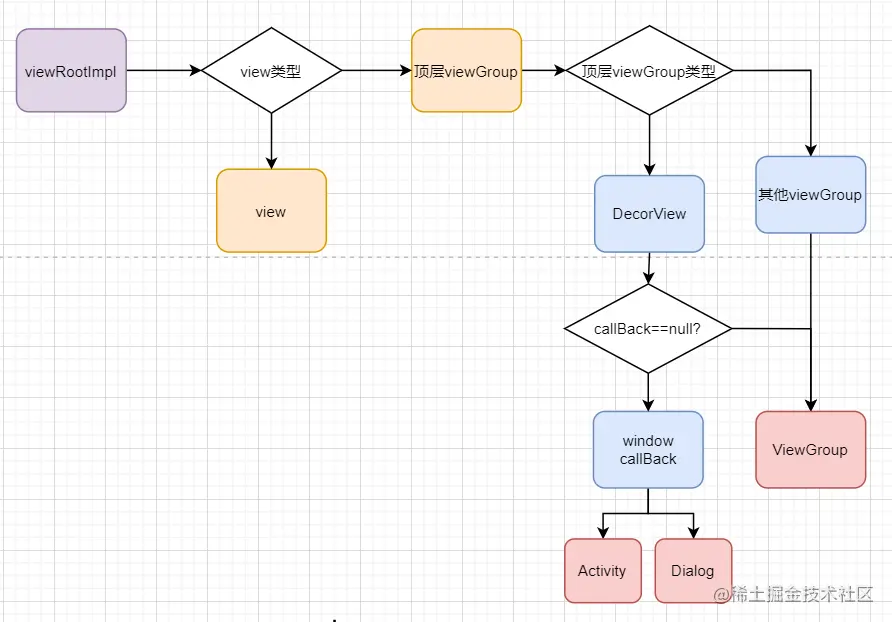 viewRootImpl
view类型
顶层viewGroup
顶层viewGroup类型
view
DecorView
其他viewGroup
callBack==null?
window
callBack
ViewGroup
Activity
Dialog
@稀土掘金技术社区